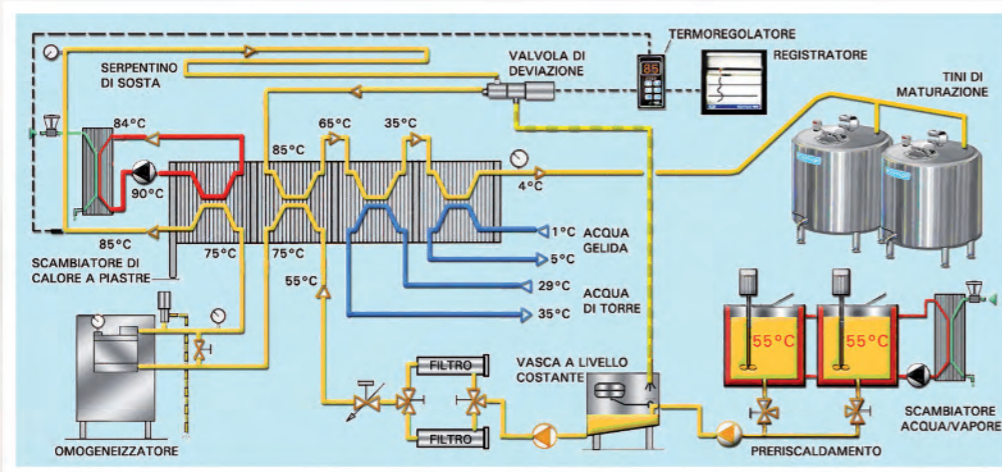 TERMOREGOLATORE
REGISTRATORE
VALVOLA DI
DEVIAZIONE
SERPENTINO
DI SOSTA
85
TINI DI
MATURAZIONE
84°C
65°C
35°C
85°C
90°C
4°C
85°C
75°C
75°C
1°C
ACQUA
GELIDA
5°C
SCAMBIATORE DI
CALORE A PIASTRE
55°C
29°C
ACQUA
DI TORRE
35°C
VASCA A LIVELLO
COSTANTE
55°C
55°C
FILTRO
FILTRO
SCAMBIATORE
ACQUA/VAPORE
OMOGENEIZZATORE
PRERISCALDAMENTO